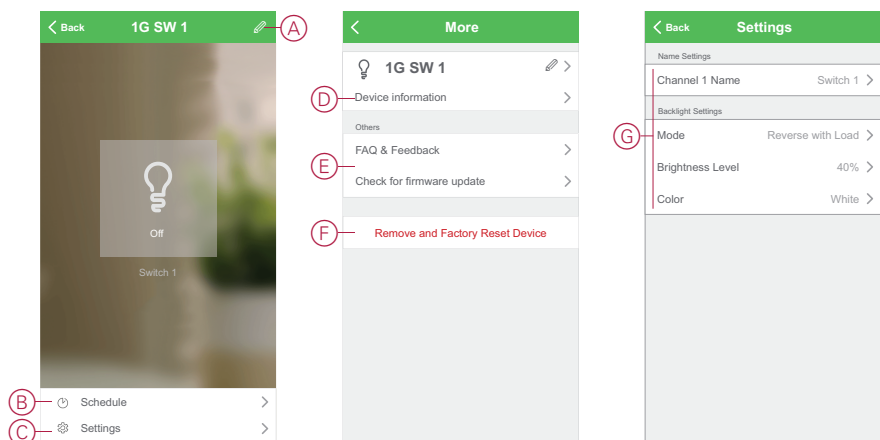 Back 1G SW 1
A
Off
Switch 1
B Schedule
C Settings
More
1G SW 1
D Device information
Others
E
FAQ & Feedback
Check for firmware update
F Remove and Factory Reset Device
Back Settings
Name Settings
Channel 1 Name Switch 1
Backlight Settings
G Mode Reverse with Load
Brightness Level 40%
Color White